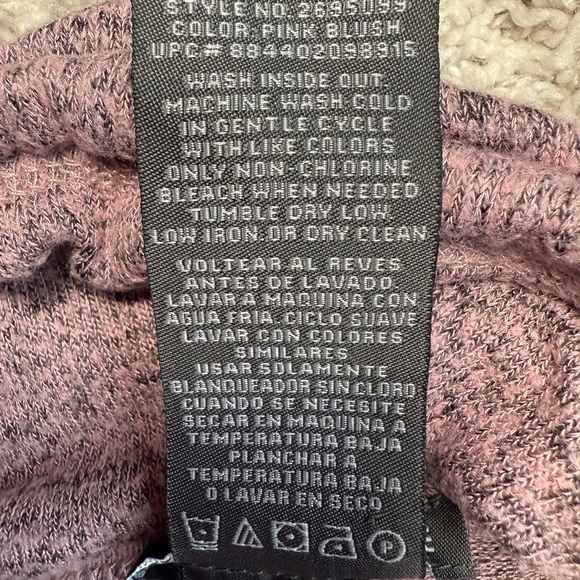 STYLE NO. 2695099
COLOR: PINK BLUSH
UPC# 884402098915
WASH INSIDE OUT
MACHINE WASH COLD
IN GENTLE CYCLE
WITH LIKE COLORS
ONLY NON-CHLORINE
BLEACH WHEN NEEDED
TUMBLE DRY LOW
LOW IRON OR DRY CLEAN
VOLTEAR AL REVES
ANTES DE LAVADO
LAVAR A MAQUINA CON
AGUA FRIA CICLO SUAVE
LAVAR CON COLORES
SIMILARES
USAR SOLAMENTE
BLANQUEADOR SIN CLORO
CUANDO SE NECESITE
SECAR EN MAQUINA A
TEMPERATURA BAJA
PLANCHAR A
TEMPERATURA BAJA
O LAVAR EN SECO
P